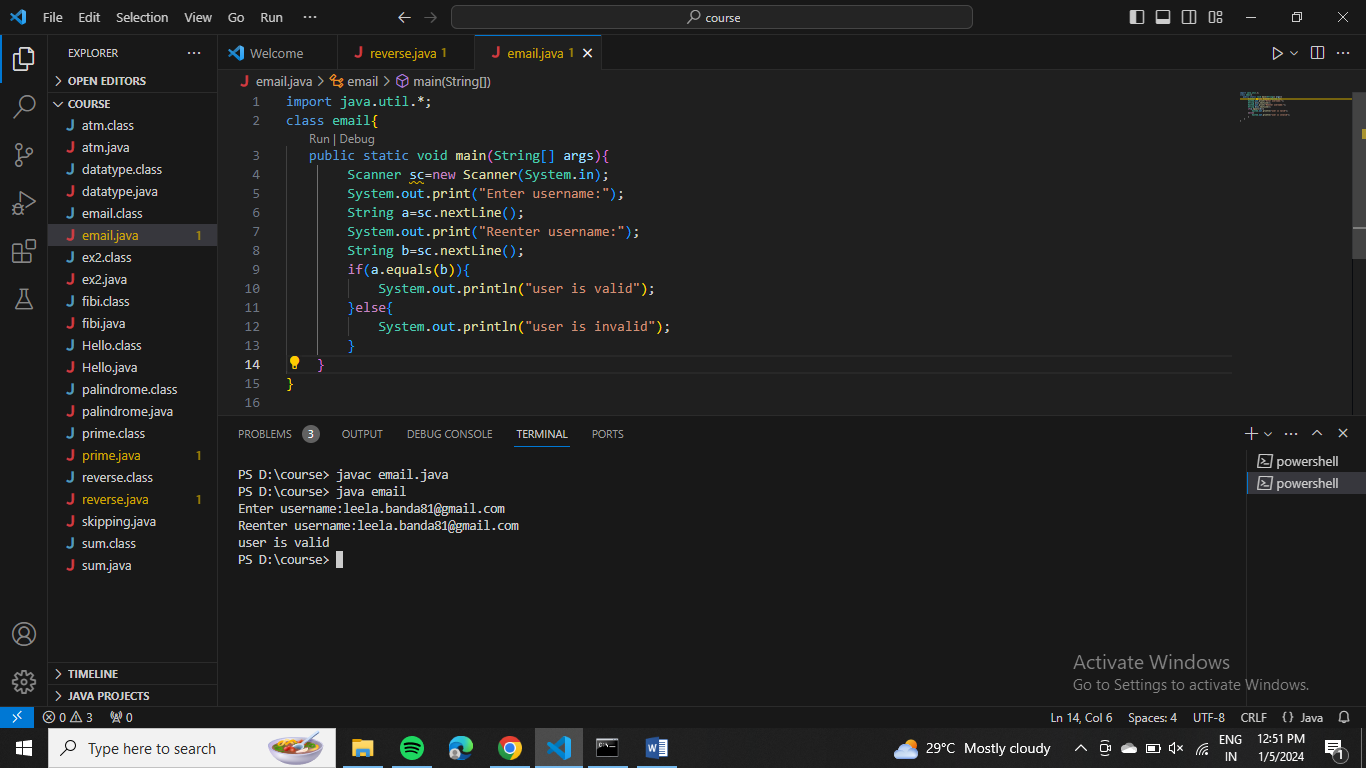 File Edit Selection View Go Run ··· course
EXPLORER ···
OPEN EDITORS
COURSE
atm.class
atm.java
datatype.class
datatype.java
email.class
email.java 1
ex2.class
ex2.java
fibi.class
fibi.java
Hello.class
Hello.java
palindrome.class
palindrome.java
prime.class
prime.java 1
reverse.class
reverse.java 1
skipping.java
sum.class
sum.java
TIMELINE
JAVA PROJECTS
Welcome reverse.java 1 email.java 1
email.java > email > main(String[])
1 import java.util.*;
2 class email{
Run | Debug
3 public static void main(String[] args){
4 Scanner sc=new Scanner(System.in);
5 System.out.print("Enter username:");
6 String a=sc.nextLine();
7 System.out.print("Reenter username:");
8 String b=sc.nextLine();
9 if(a.equals(b)){
10 System.out.println("user is valid");
11 }else{
12 System.out.println("user is invalid");
13 }
14 }
15 }
16
PROBLEMS 3 OUTPUT DEBUG CONSOLE TERMINAL PORTS
PS D:\course> javac email.java
PS D:\course> java email
Enter username:leela.banda81@gmail.com
Reenter username:leela.banda81@gmail.com
user is valid
PS D:\course>
powershell
powershell
Activate Windows
Go to Settings to activate Windows.
0 3 0 Ln 14, Col 6 Spaces: 4 UTF-8 CRLF {} Java
Type here to search 29°C Mostly cloudy ENG IN 12:51 PM 1/5/2024 1